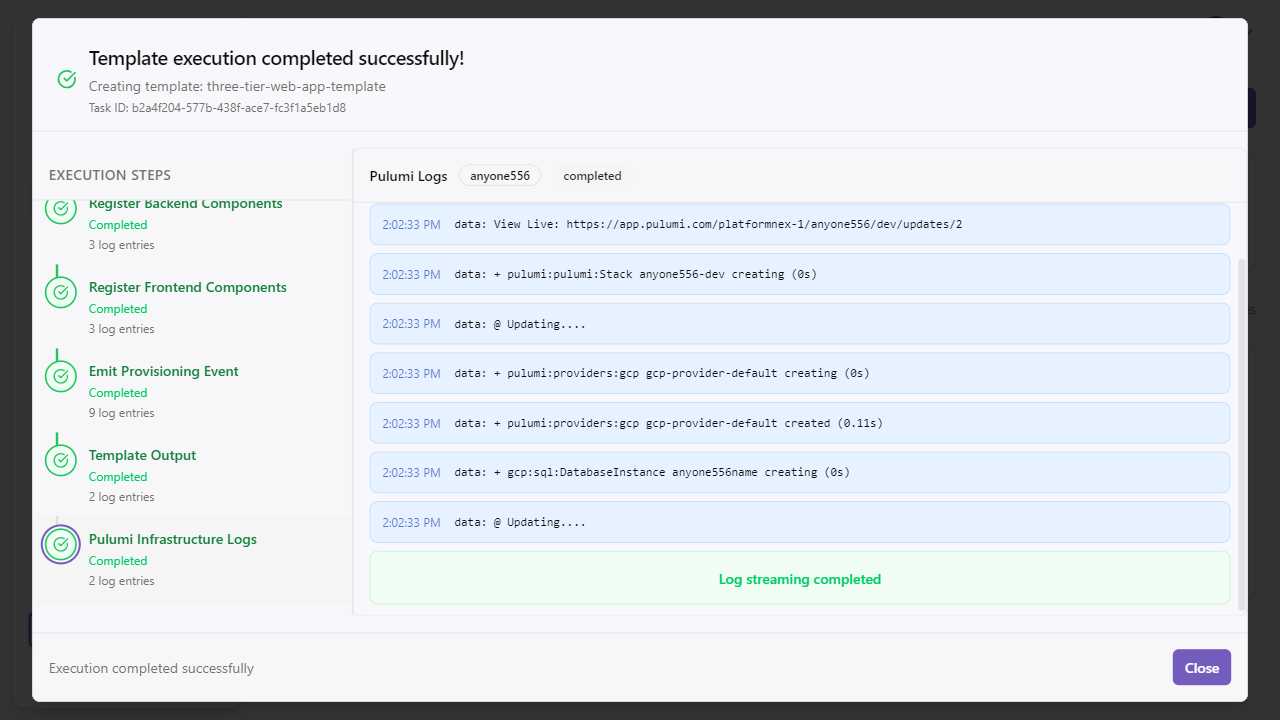 Template execution completed successfully!
Creating template: three-tier-web-app-template
Task ID: b2a4f204-577b-438f-ace7-fc3f1a5eb1d8
EXECUTION STEPS
Register Backend Components
Completed
3 log entries
Register Frontend Components
Completed
3 log entries
Emit Provisioning Event
Completed
9 log entries
Template Output
Completed
2 log entries
Pulumi Infrastructure Logs
Completed
2 log entries
Pulumi Logs anyone556 completed
2:02:33 PM data: View Live: https://app.pulumi.com/platformnex-1/anyone556/dev/updates/2
2:02:33 PM data: + pulumi:pulumi:Stack anyone556-dev creating (0s)
2:02:33 PM data: @ Updating....
2:02:33 PM data: + pulumi:providers:gcp gcp-provider-default creating (0s)
2:02:33 PM data: + pulumi:providers:gcp gcp-provider-default created (0.11s)
2:02:33 PM data: + gcp:sql:DatabaseInstance anyone556name creating (0s)
2:02:33 PM data: @ Updating....
Log streaming completed
Execution completed successfully
Close